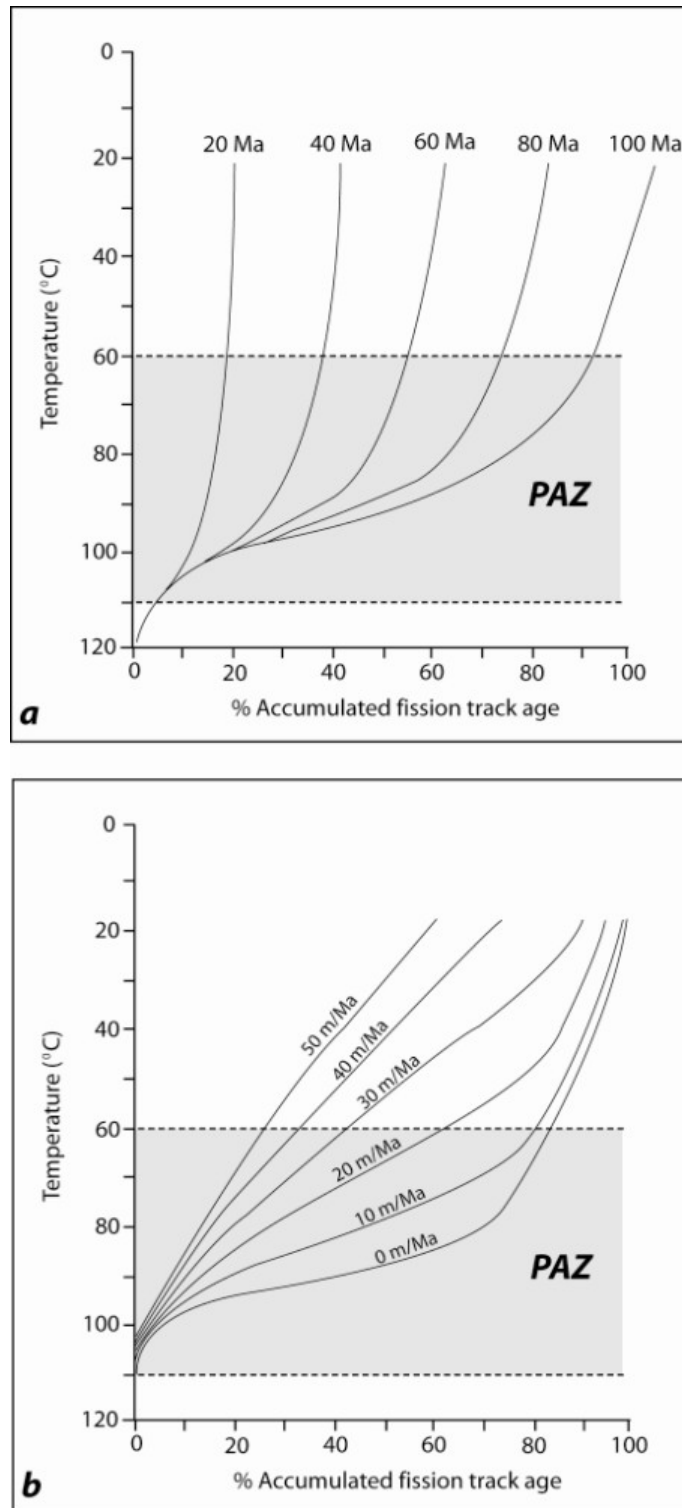 0
20 Ma 40 Ma 60 Ma 80 Ma 100 Ma
20
40
Temperature (°C)
60
80
PAZ
100
120
0 20 40 60 80 100
% Accumulated fission track age
a
0
20
50 m/Ma
40 m/Ma
30 m/Ma
40
Temperature (°C)
60
20 m/Ma
10 m/Ma
80
0 m/Ma
PAZ
100
120
0 20 40 60 80 100
% Accumulated fission track age
b